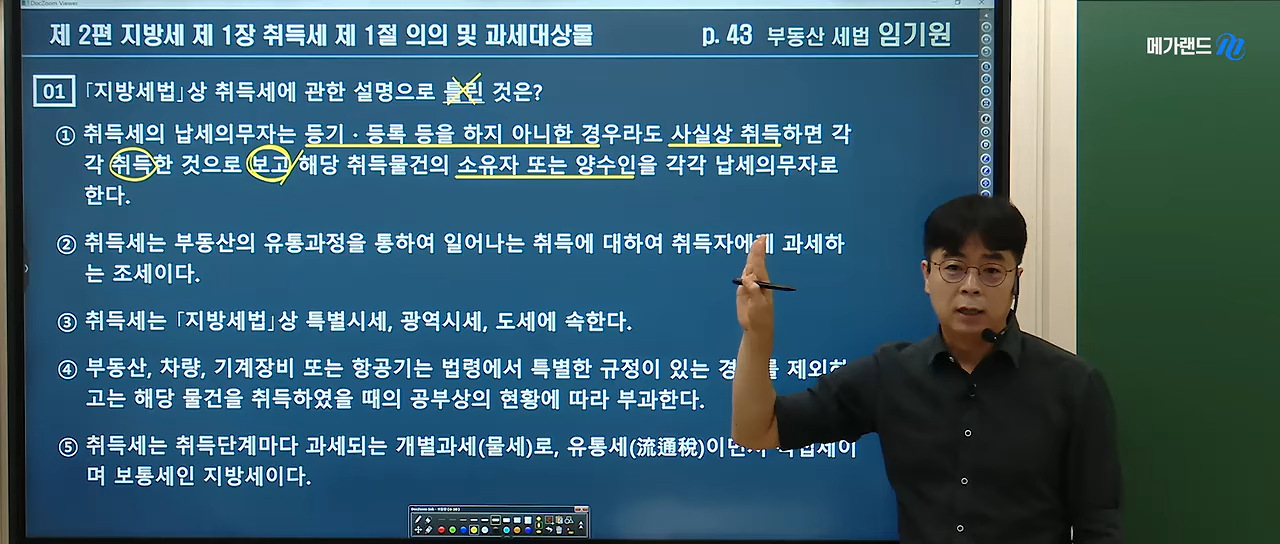 DocZoom Viewer
제 2편 지방세 제 1장 취득세 제 1절 의의 및 과세대상물 p. 43 부동산 세법 임기원
메가랜드
01 「지방세법」상 취득세에 관한 설명으로 틀린 것은?
① 취득세의 납세의무자는 등기 · 등록 등을 하지 아니한 경우라도 사실상 취득하면 각
각 취득한 것으로 보고 해당 취득물건의 소유자 또는 양수인을 각각 납세의무자로
한다.
② 취득세는 부동산의 유통과정을 통하여 일어나는 취득에 대하여 취득자에게 과세하
는 조세이다.
③ 취득세는 「지방세법」상 특별시세, 광역시세, 도세에 속한다.
④ 부동산, 차량, 기계장비 또는 항공기는 법령에서 특별한 규정이 있는 경 를 제외하
고는 해당 물건을 취득하였을 때의 공부상의 현황에 따라 부과한다.
⑤ 취득세는 취득단계마다 과세되는 개별과세(물세)로, 유통세(流通稅)이면서
며 보통세인 지방세이다.